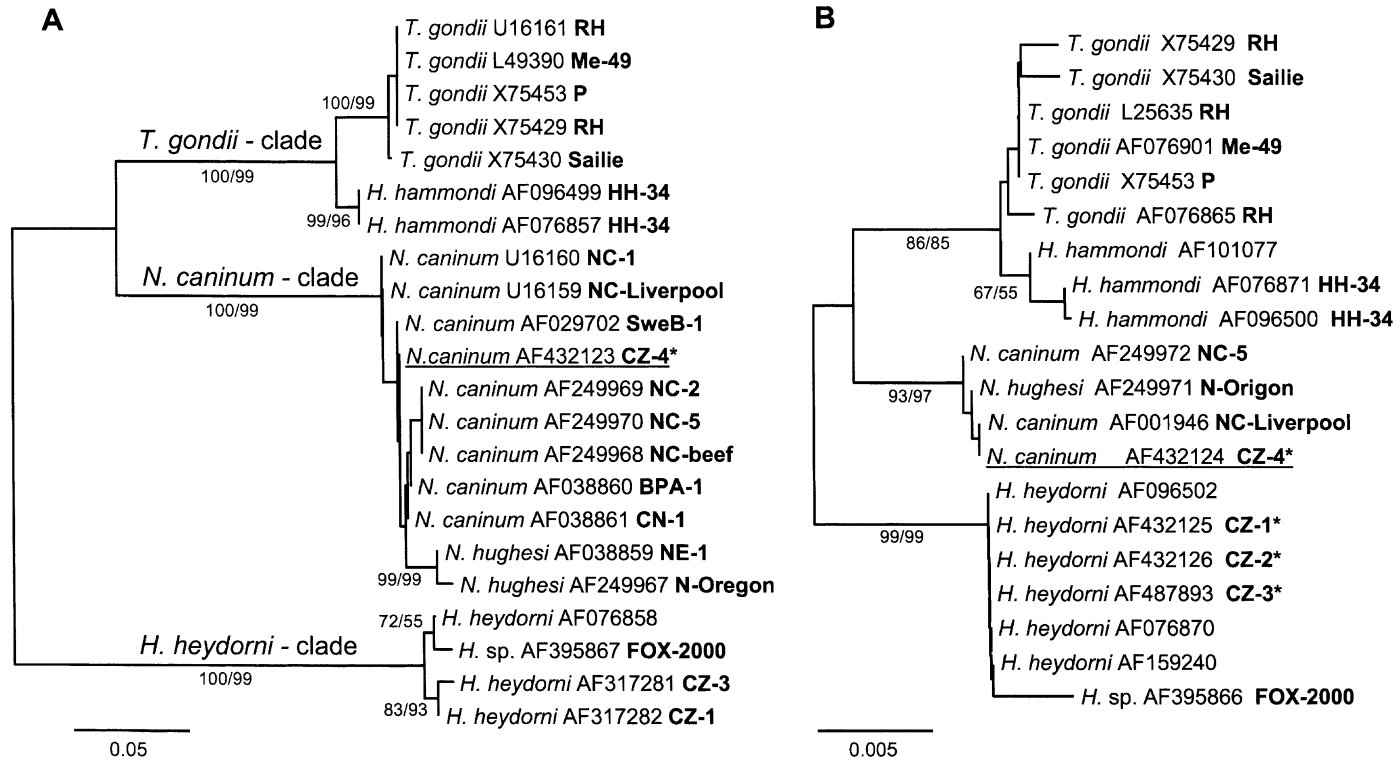 A
T. gondii U16161 RH
T. gondii L49390 Me-49
T. gondii X75453 P
100/99
T. gondii X75429 RH
T. gondii - clade
T. gondii X75430 Sailie
100/99
H. hammondi AF096499 HH-34
99/96
H. hammondi AF076857 HH-34
N. caninum U16160 NC-1
N. caninum - clade
N. caninum U16159 NC-Liverpool
100/99
N. caninum AF029702 SweB-1
N.caninum AF432123 CZ-4*
N. caninum AF249969 NC-2
N. caninum AF249970 NC-5
N. caninum AF249968 NC-beef
N. caninum AF038860 BPA-1
N. caninum AF038861 CN-1
N. hughesi AF038859 NE-1
99/99
N. hughesi AF249967 N-Oregon
72/55
H. heydorni AF076858
H. heydorni - clade
H. sp. AF395867 FOX-2000
100/99
H. heydorni AF317281 CZ-3
83/93
H. heydorni AF317282 CZ-1
0.05
B
T. gondii X75429 RH
T. gondii X75430 Sailie
T. gondii L25635 RH
T. gondii AF076901 Me-49
T. gondii X75453 P
T. gondii AF076865 RH
86/85
H. hammondi AF101077
H. hammondi AF076871 HH-34
67/55
H. hammondi AF096500 HH-34
N. caninum AF249972 NC-5
N. hughesi AF249971 N-Origon
93/97
N. caninum AF001946 NC-Liverpool
N. caninum AF432124 CZ-4*
H. heydorni AF096502
H. heydorni AF432125 CZ-1*
99/99
H. heydorni AF432126 CZ-2*
H. heydorni AF487893 CZ-3*
H. heydorni AF076870
H. heydorni AF159240
H. sp. AF395866 FOX-2000
0.005